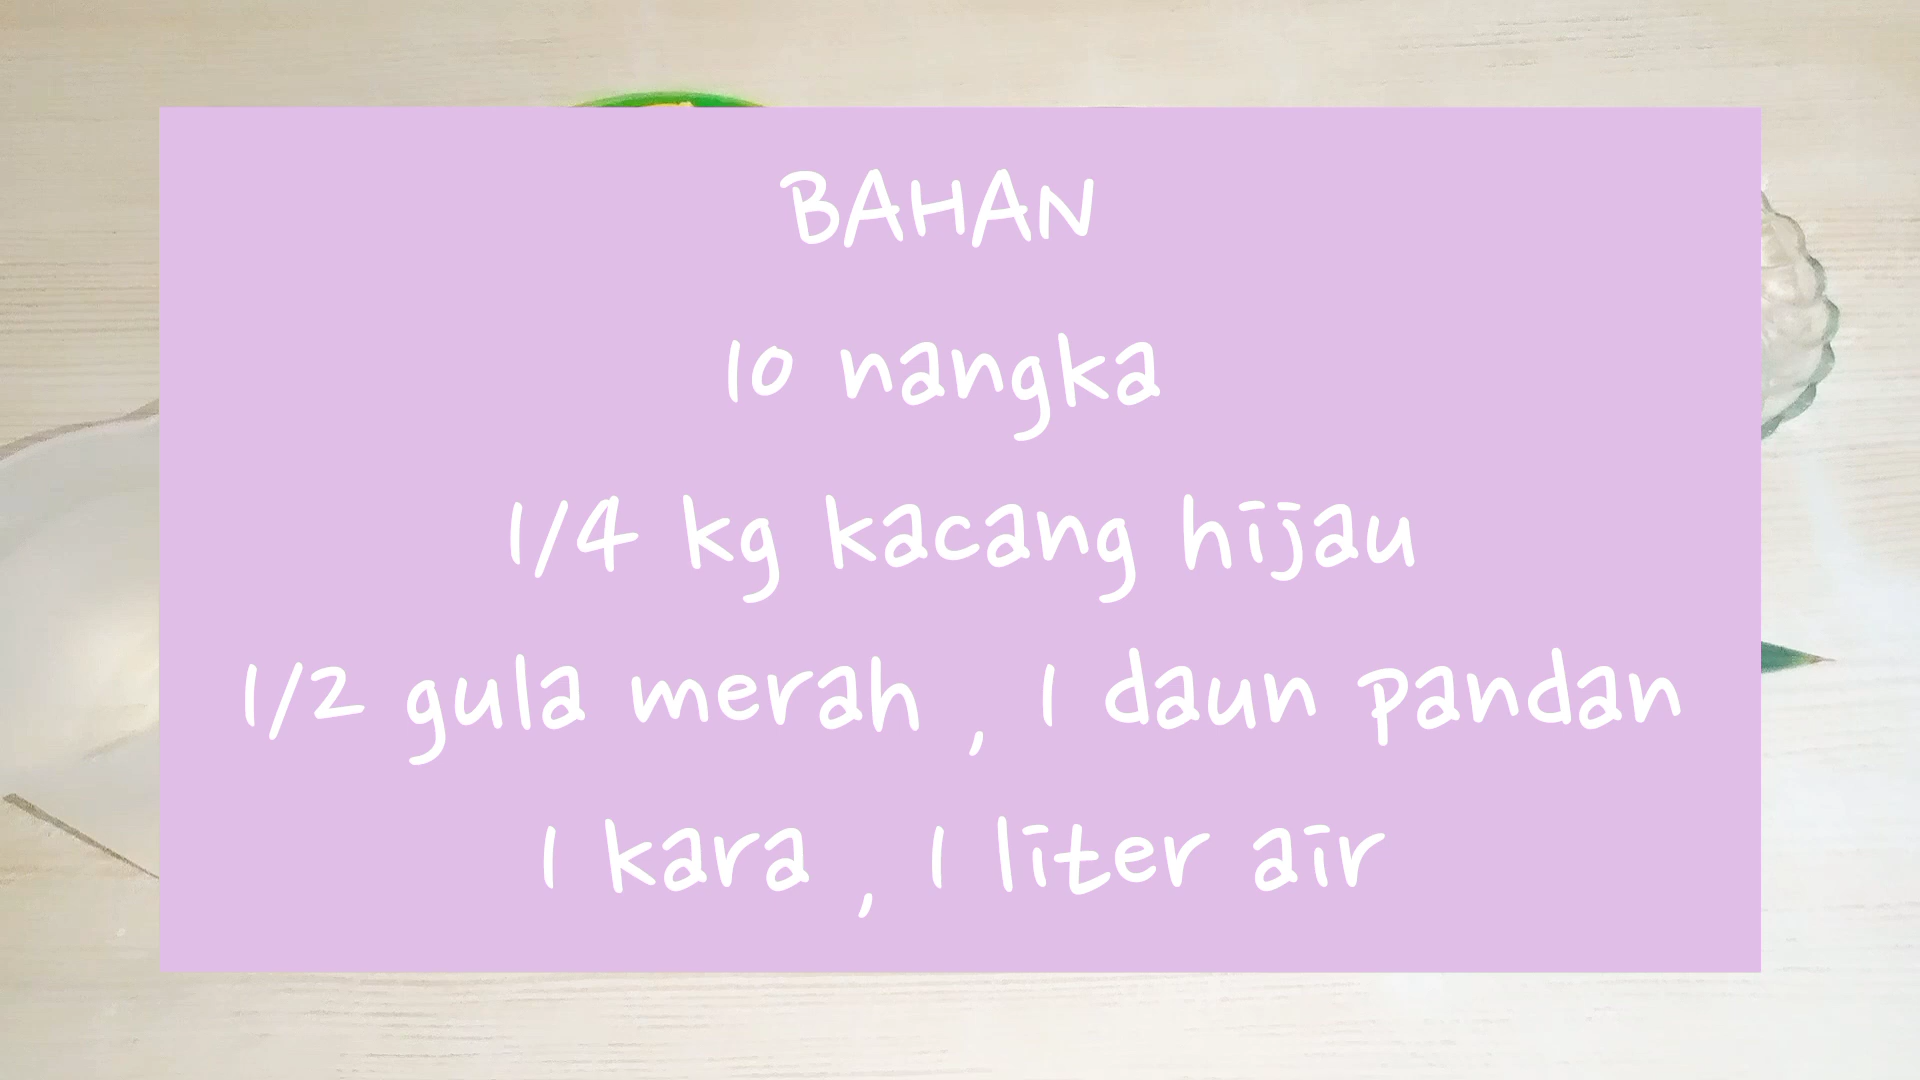 BAHAN
10 nangka
1/4 kg kacang hijau
1/2 gula merah , 1 daun pandan
1 kara , 1 liter air